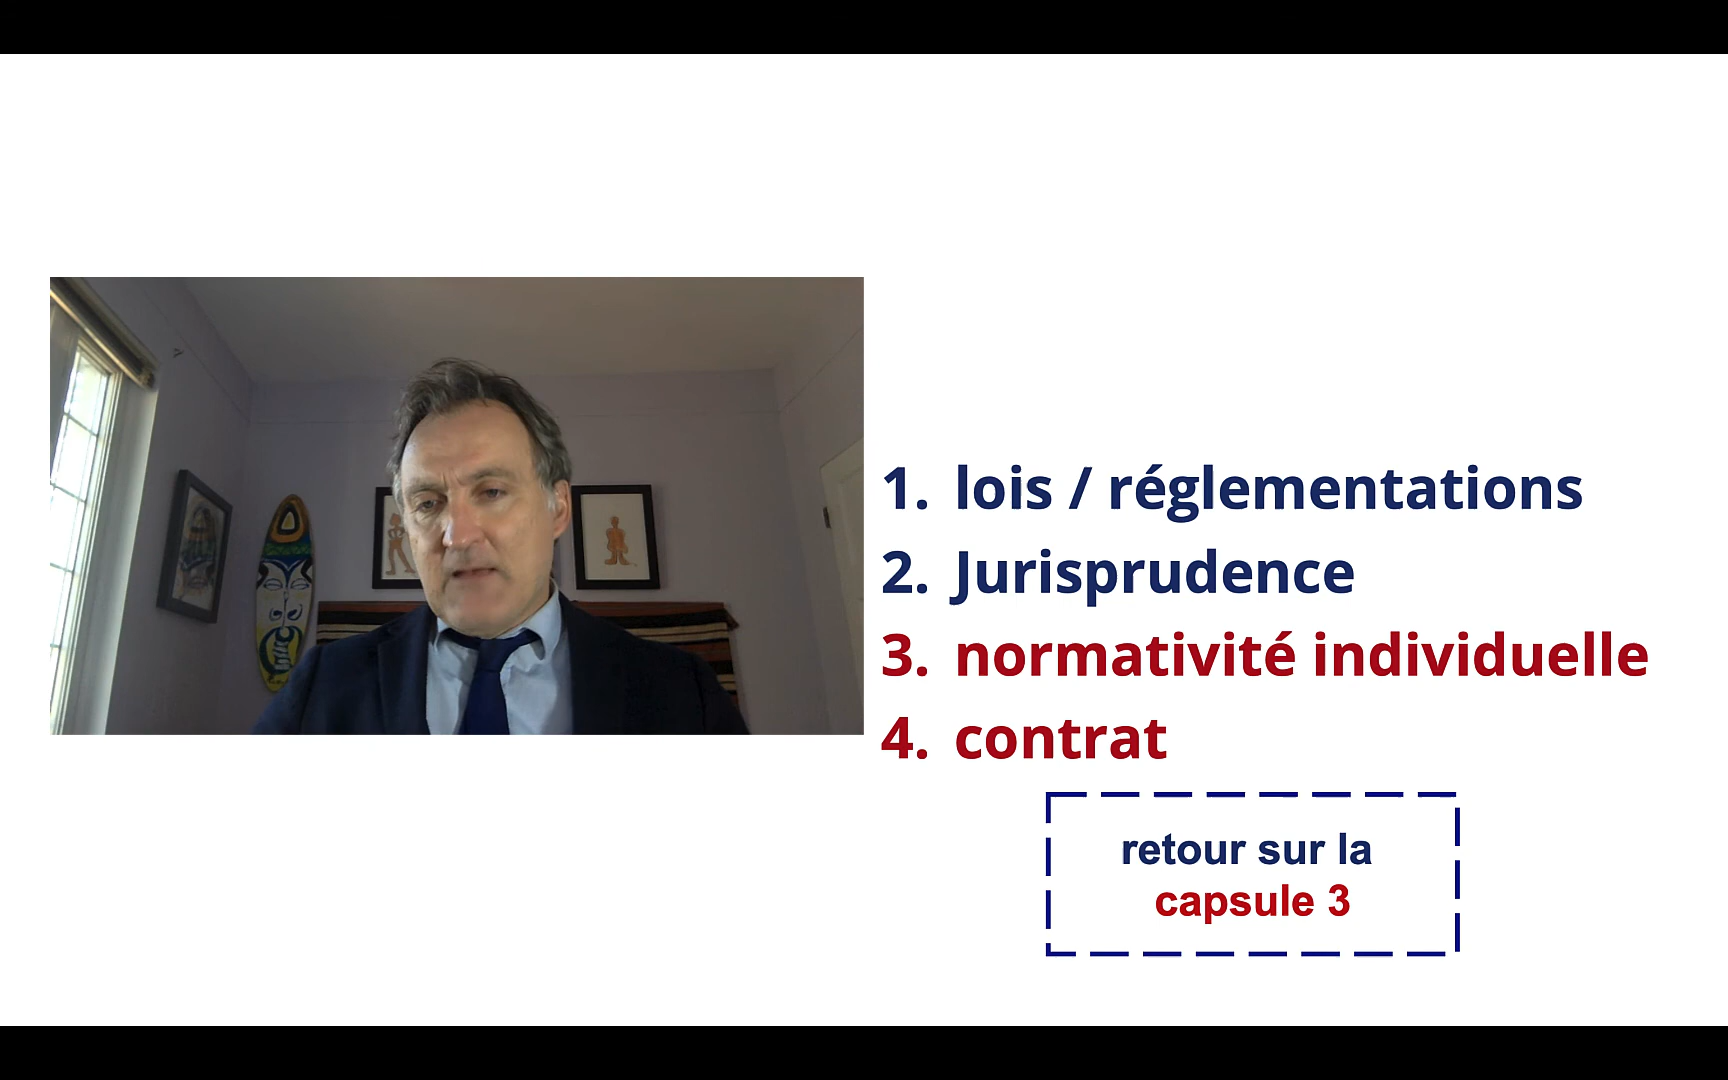 1. lois / réglementations
2. Jurisprudence
3. normativité individuelle
4. contrat
retour sur la
capsule 3